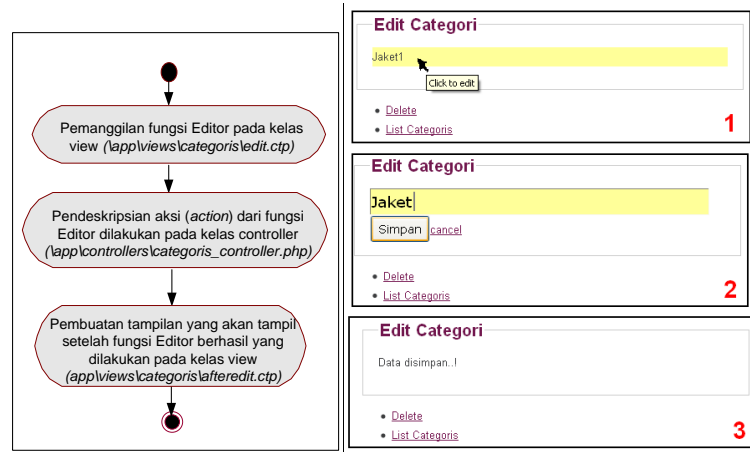 Pemanggilan fungsi Editor pada kelas
view (\app\views\categoris\edit.ctp)
Pendeskripsian aksi (action) dari fungsi
Editor dilakukan pada kelas controller
(\app\controllers\categoris_controller.php)
Pembuatan tampilan yang akan tampil
setelah fungsi Editor berhasil yang
dilakukan pada kelas view
(app\views\categoris\afteredit.ctp)
Edit Categori
Jaket1
Click to edit
Delete
List Categoris
1
Edit Categori
Jaket
Simpan cancel
Delete
List Categoris
2
Edit Categori
Data disimpan..!
Delete
List Categoris
3